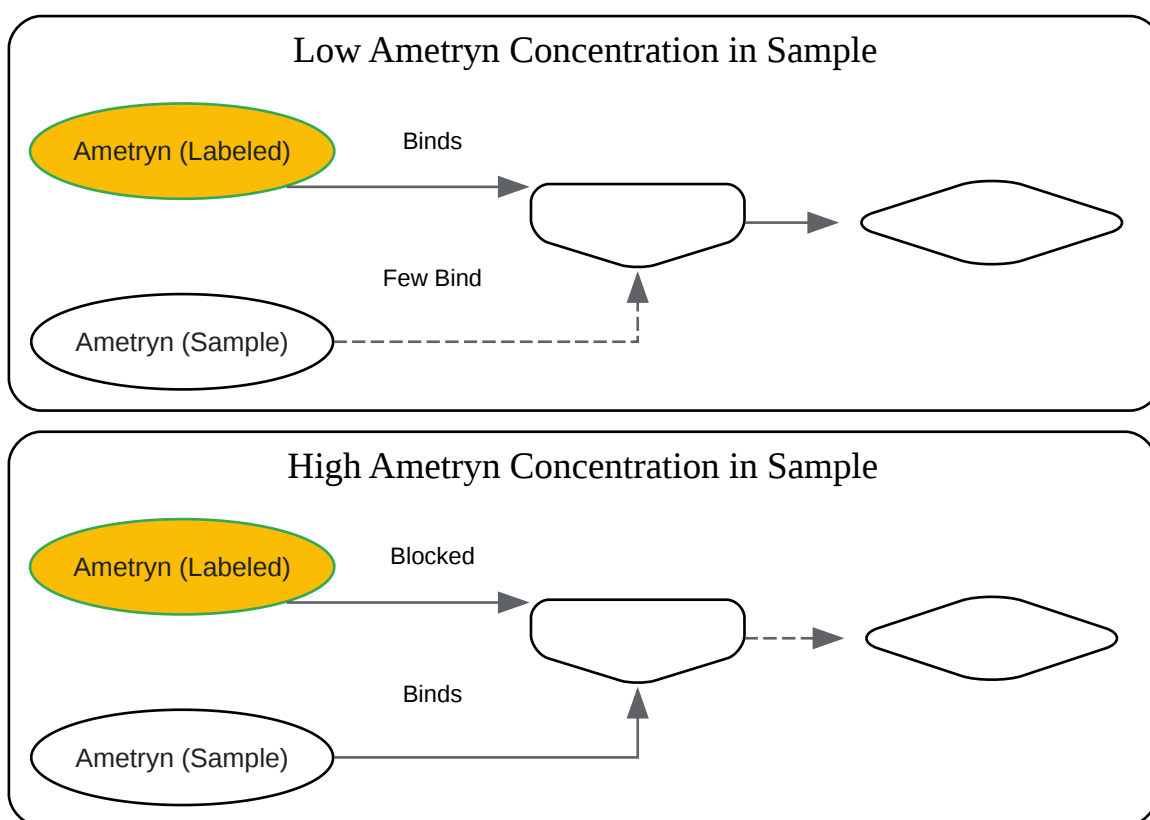 Low Ametryn Concentration in Sample
Ametryn (Labeled)
Binds
Few Bind
Ametryn (Sample)
High Ametryn Concentration in Sample
Ametryn (Labeled)
Blocked
Binds
Ametryn (Sample)